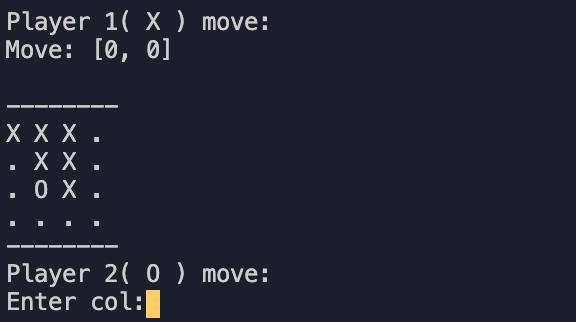 Player 1( X ) move:
Move: [0, 0]
--------
X X X .
. X X .
. O X .
. . . .
--------
Player 2( O ) move:
Enter col: